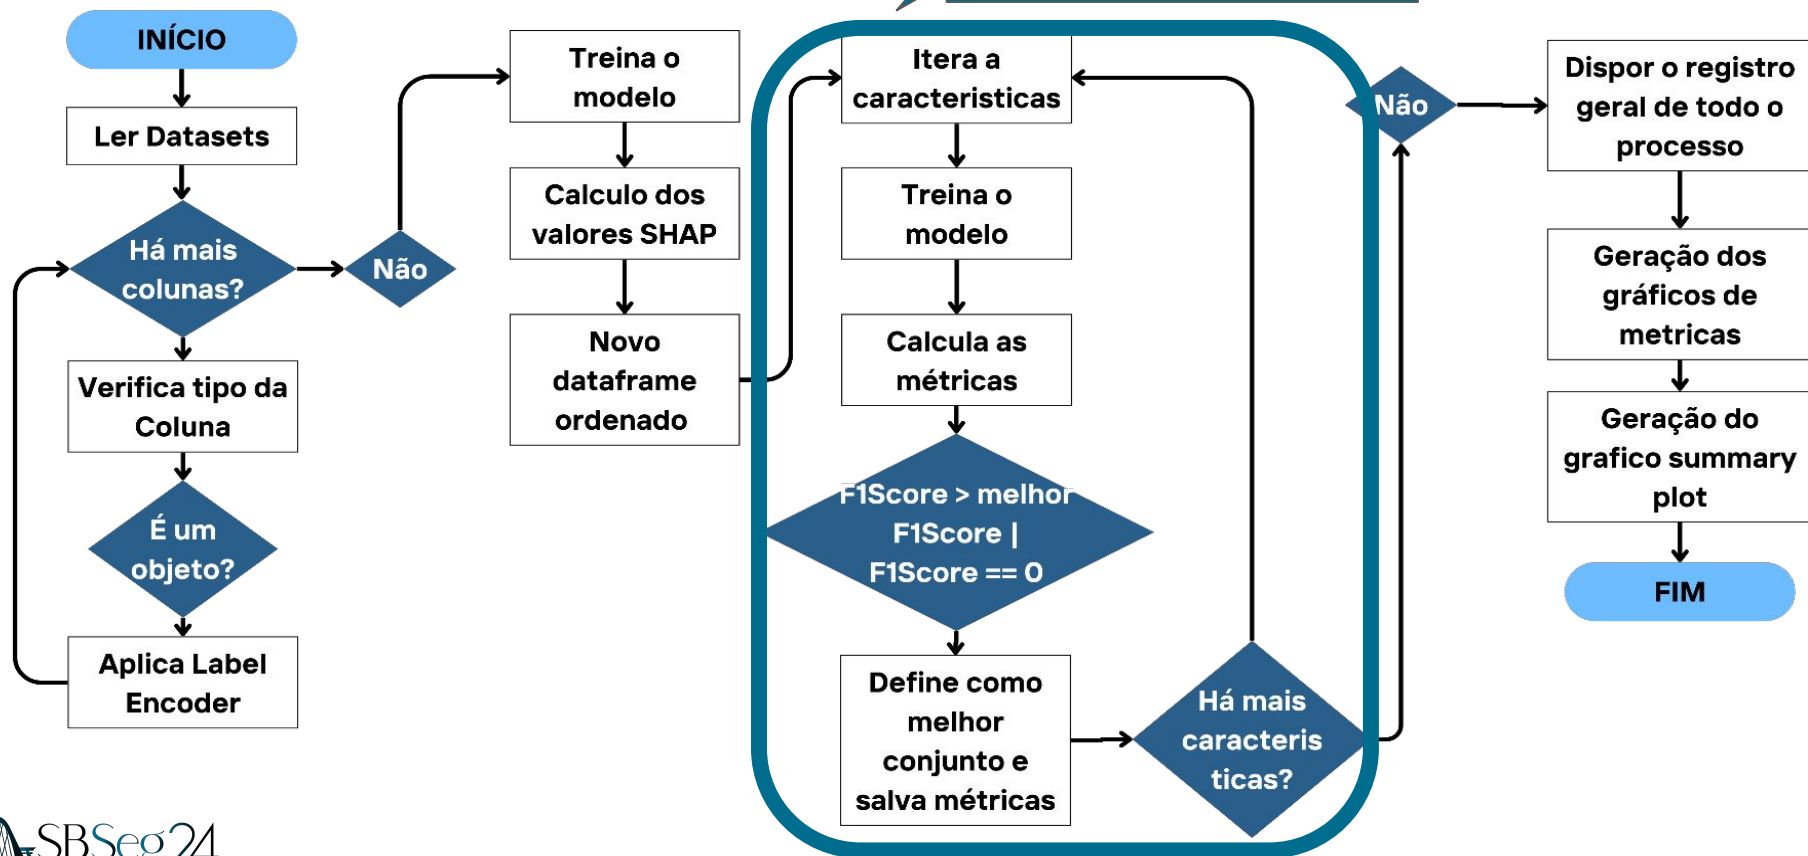 INÍCIO
Ler Datasets
Há mais
colunas?
Não
Verifica tipo da
Coluna
É um
objeto?
Aplica Label
Encoder
Treina o
modelo
Calculo dos
valores SHAP
Novo
dataframe
ordenado
Itera a
caracteristicas
Treina o
modelo
Calcula as
métricas
F1Score > melhor
F1Score |
F1Score == 0
Define como
melhor
conjunto e
salva métricas
Há mais
caracteris
ticas?
Não
Dispor o registro
geral de todo o
processo
Geração dos
gráficos de
metricas
Geração do
grafico summary
plot
FIM
SBSeg 24